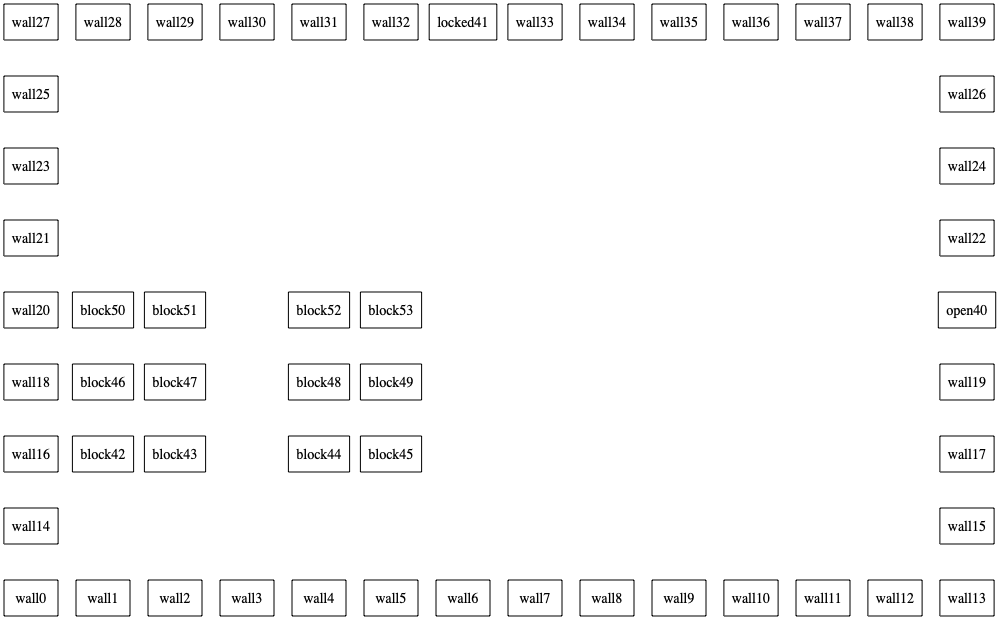 wall27 wall28 wall29 wall30 wall31 wall32 locked41 wall33 wall34 wall35 wall36 wall37 wall38 wall39
wall25 wall26
wall23 wall24
wall21 wall22
wall20 block50 block51 block52 block53 open40
wall18 block46 block47 block48 block49 wall19
wall16 block42 block43 block44 block45 wall17
wall14 wall15
wall0 wall1 wall2 wall3 wall4 wall5 wall6 wall7 wall8 wall9 wall10 wall11 wall12 wall13